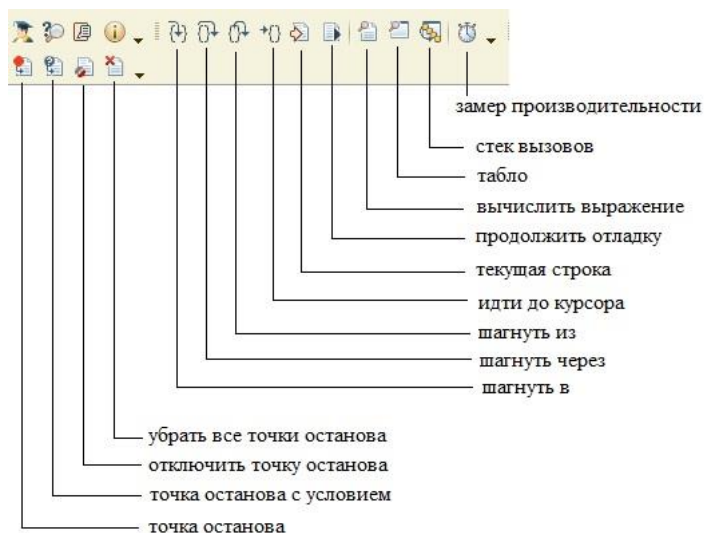 замер производительности
стек вызовов
табло
вычислить выражение
продолжить отладку
текущая строка
идти до курсора
шагнуть из
шагнуть через
шагнуть в
убрать все точки останова
отключить точку останова
точка останова с условием
точка останова